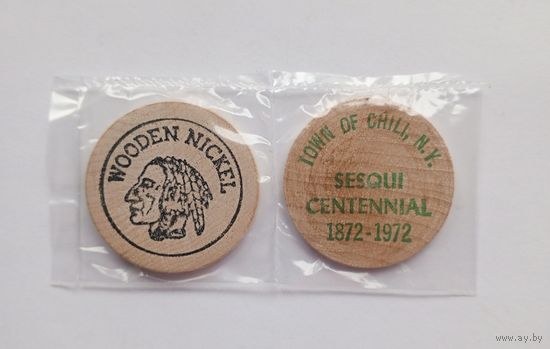 WOODEN NICKEL
TOWN OF CHILI, N.Y.
SESQUI
CENTENNIAL
1872-1972
www.ay.by